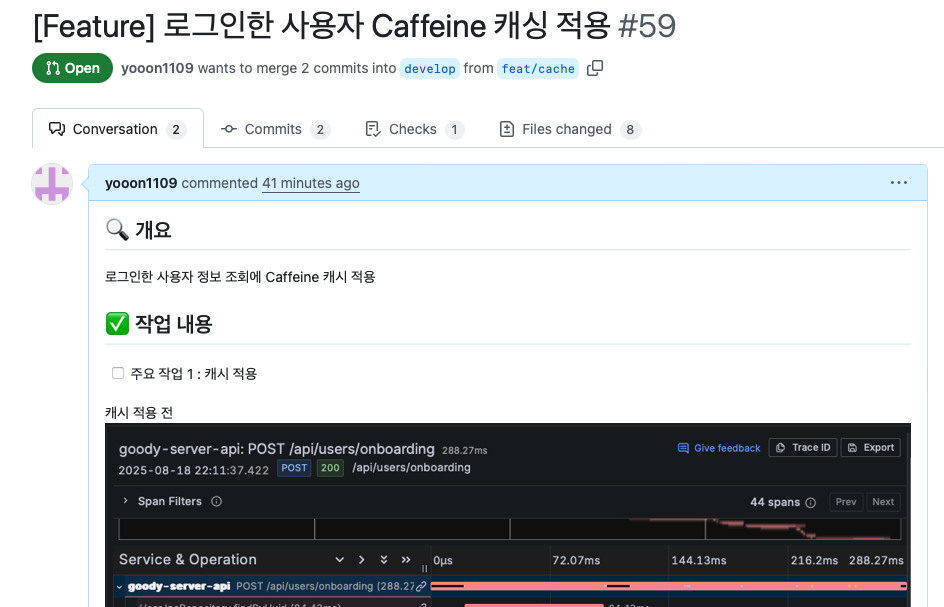 [Feature] 로그인한 사용자 Caffeine 캐싱 적용 #59
Open yooon1109 wants to merge 2 commits into develop from feat/cache
Conversation 2 Commits 2 Checks 1 Files changed 8
yooon1109 commented 41 minutes ago
🔍 개요
로그인한 사용자 정보 조회에 Caffeine 캐시 적용
✅ 작업 내용
주요 작업 1 : 캐시 적용
캐시 적용 전
goody-server-api: POST /api/users/onboarding 288.27ms Give feedback Trace ID Export
2025-08-18 22:11:37.422 POST 200 /api/users/onboarding
Span Filters 44 spans Prev Next
Service & Operation 0μs 72.07ms 144.13ms 216.2ms 288.27ms
goody-server-api POST /api/users/onboarding (288.27